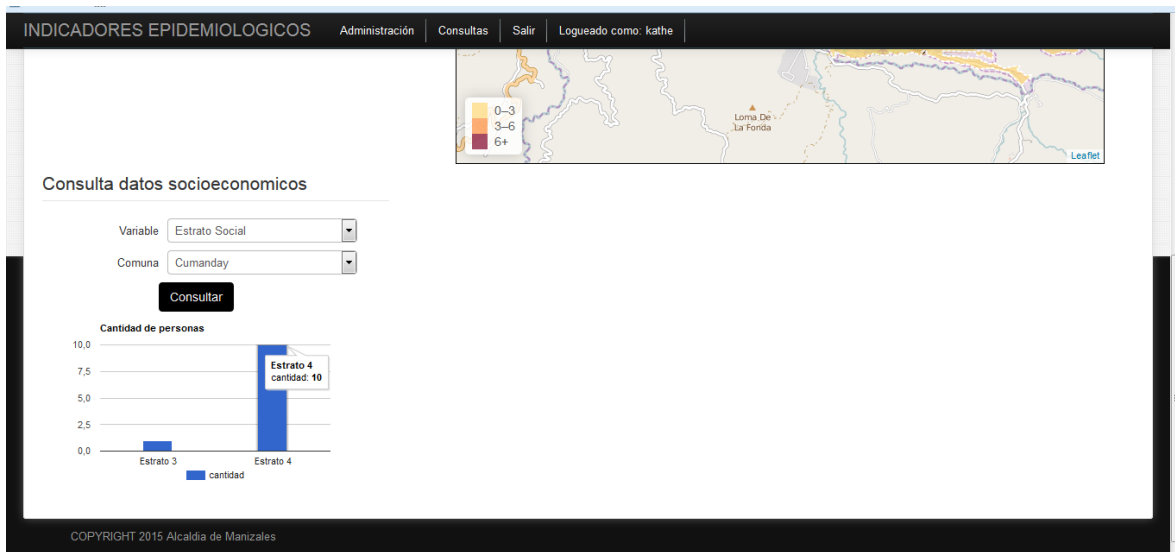 INDICADORES EPIDEMIOLOGICOS Administración Consultas Salir Logueado como: kathe
0–3
3–6
6+
Loma De
La Fonda
Leaflet
Consulta datos socioeconomicos
Variable Estrato Social
Comuna Cumanday
Consultar
Cantidad de personas
10,0
7,5
5,0
2,5
0,0
Estrato 4
cantidad: 10
Estrato 3 Estrato 4
cantidad
COPYRIGHT 2015 Alcaldia de Manizales